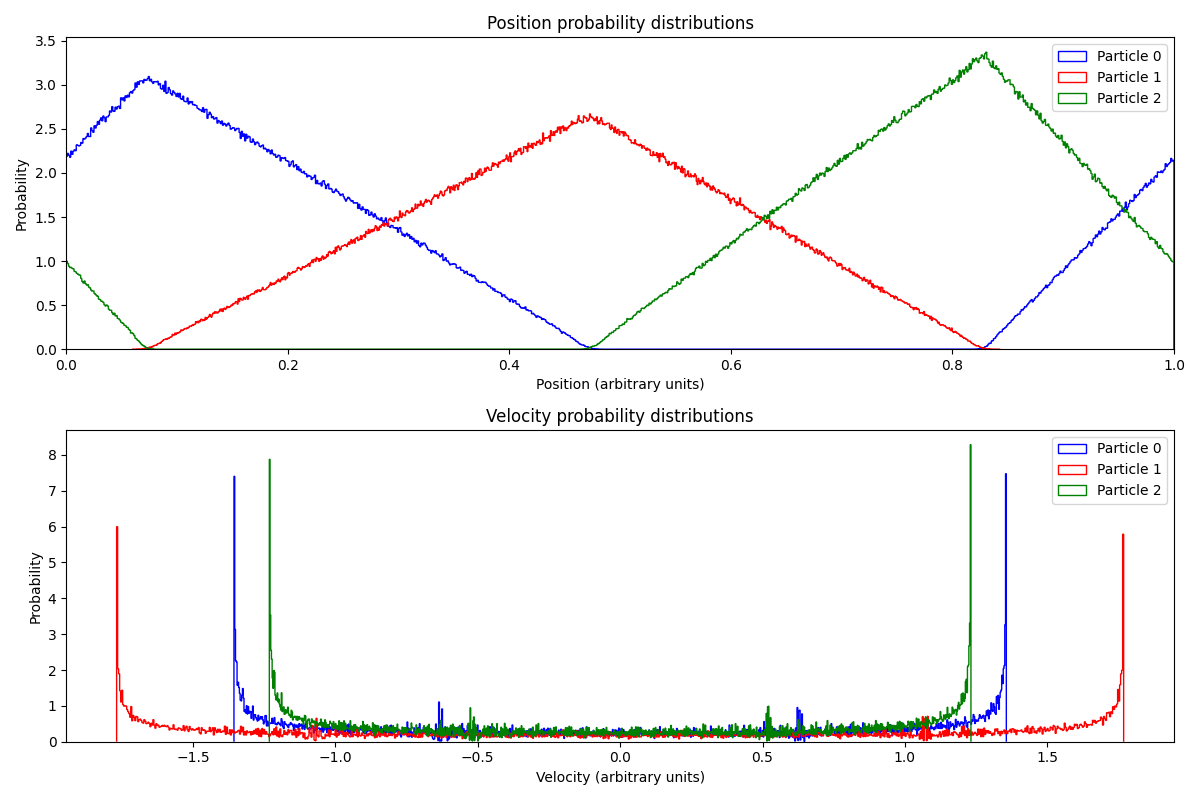 Position probability distributions
Probability
3.5
3.0
2.5
2.0
1.5
1.0
0.5
0.0
Particle 0
Particle 1
Particle 2
0.0 0.2 0.4 0.6 0.8 1.0
Position (arbitrary units)
Velocity probability distributions
Probability
8
7
6
5
4
3
2
1
0
Particle 0
Particle 1
Particle 2
−1.5 −1.0 −0.5 0.0 0.5 1.0 1.5
Velocity (arbitrary units)